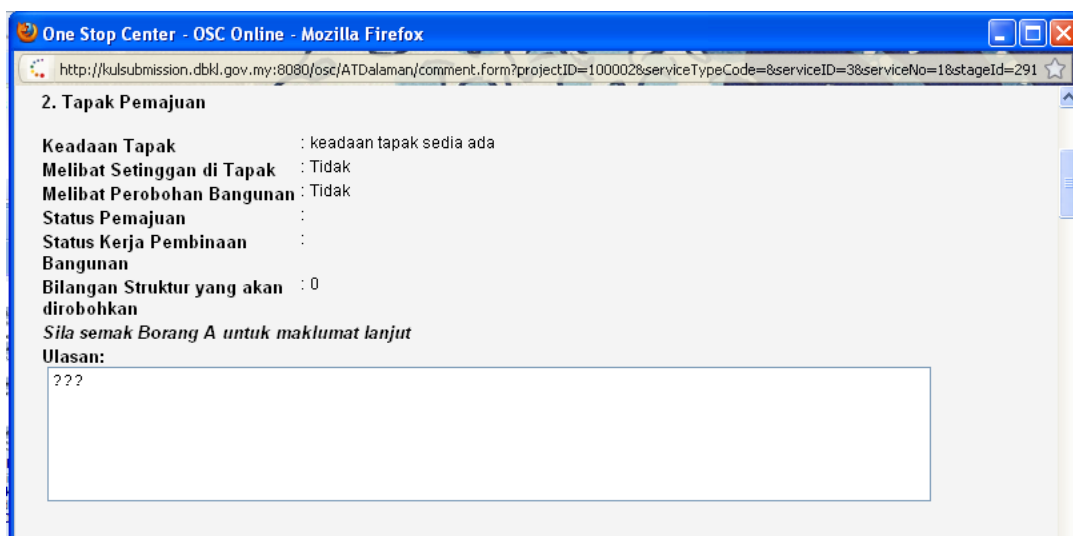 One Stop Center - OSC Online - Mozilla Firefox
http://kulsubmission.dbkl.gov.my:8080/osc/ATDalaman/comment.form?projectID=100002&serviceTypeCode=&serviceID=3&serviceNo=1&stageId=291
2. Tapak Pemajuan
Keadaan Tapak : keadaan tapak sedia ada
Melibat Setinggan di Tapak : Tidak
Melibat Perobohan Bangunan : Tidak
Status Pemajuan :
Status Kerja Pembinaan :
Bangunan
Bilangan Struktur yang akan : 0
dirobohkan
Sila semak Borang A untuk maklumat lanjut
Ulasan:
???